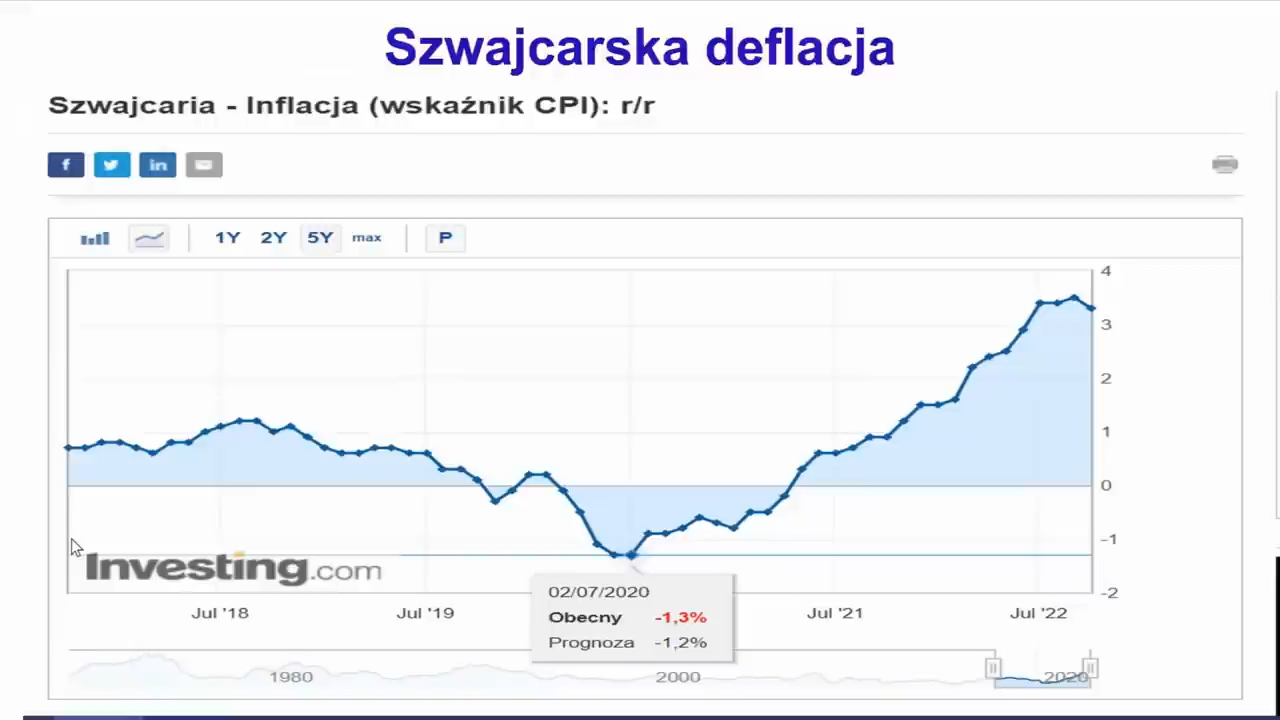 Szwajcarska deflacja
Szwajcaria - Inflacja (wskaźnik CPI): r/r
f
in
1Y 2Y 5Y max P
4
3
2
1
0
-1
-2
Investing.com
Jul '18 Jul '19 Jul '21 Jul '22
02/07/2020
Obecny -1,3%
Prognoza -1,2%
1980 2000 2020